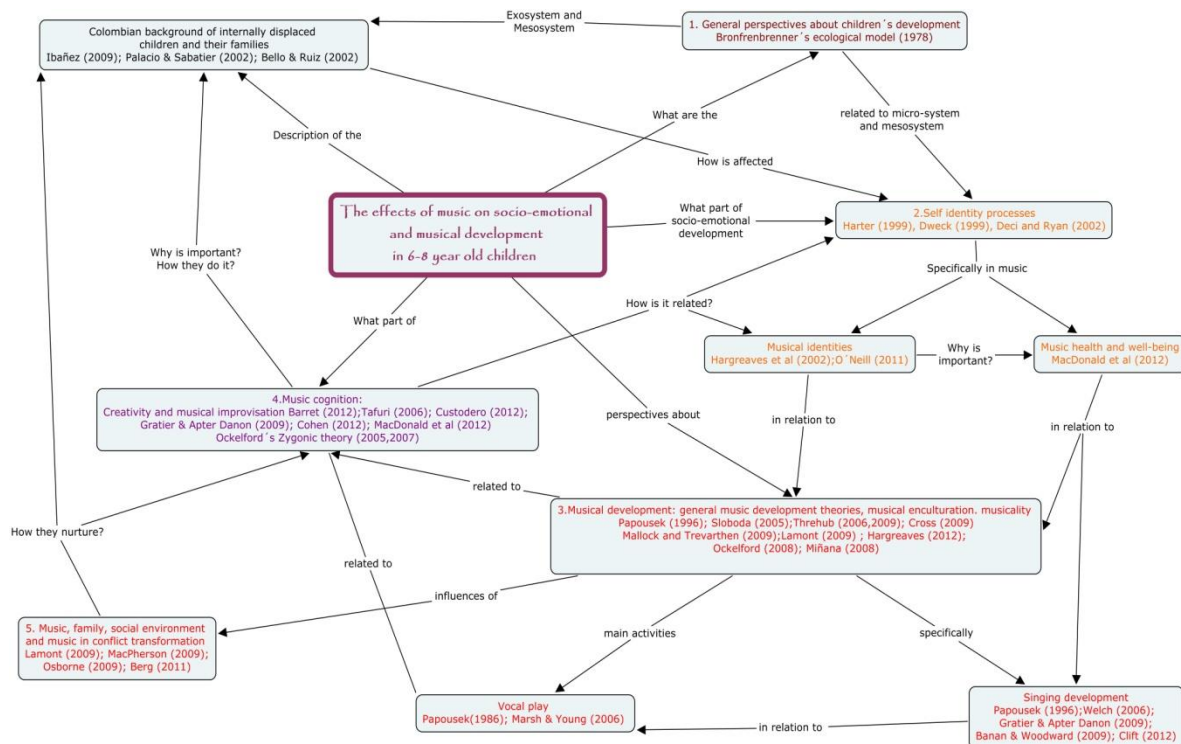 Exosystem and
Mesosystem
Colombian background of internally displaced
children and their families
Ibañez (2009); Palacio & Sabatier (2002); Bello & Ruiz (2002)
1. General perspectives about children´s development
Bronfrenbrenner´s ecological model (1978)
What are the
related to micro-system
and mesosystem
Description of the
How is affected
The effects of music on socio-emotional
and musical development
in 6-8 year old children
What part of
socio-emotional
development
2.Self identity processes
Harter (1999), Dweck (1999), Deci and Ryan (2002)
Why is important?
How they do it?
Specifically in music
What part of
How is it related?
Musical identities
Hargreaves et al (2002);O´Neill (2011)
Why is
important?
Music health and well-being
MacDonald et al (2012)
4.Music cognition:
Creativity and musical improvisation Barret (2012);Tafuri (2006); Custodero (2012);
Gratier & Apter Danon (2009); Cohen (2012); MacDonald et al (2012)
Ockelford´s Zygonic theory (2005,2007)
perspectives about
in relation to
in relation to
related to
3.Musical development: general music development theories, musical enculturation. musicality
Papousek (1996); Sloboda (2005);Threhub (2006,2009); Cross (2009)
Mallock and Trevarthen (2009);Lamont (2009) ; Hargreaves (2012);
Ockelford (2008); Miñana (2008)
How they nurture?
related to
influences of
5. Music, family, social environment
and music in conflict transformation
Lamont (2009); MacPherson (2009);
Osborne (2009); Berg (2011)
main activities
specifically
Vocal play
Papousek(1986); Marsh & Young (2006)
in relation to
Singing development
Papousek (1996);Welch (2006);
Gratier & Apter Danon (2009);
Banan & Woodward (2009); Clift (2012)